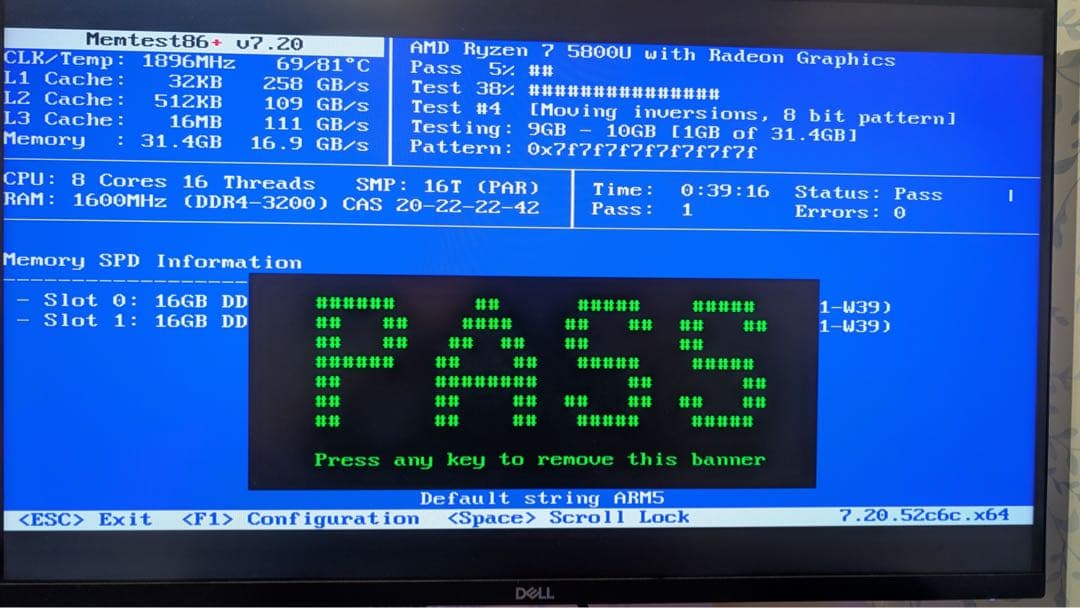 Memtest86+ v7.20
CLK/Temp: 1896MHz 69/81°C
L1 Cache: 32KB 258 GB/s
L2 Cache: 512KB 109 GB/s
L3 Cache: 16MB 111 GB/s
Memory : 31.4GB 16.9 GB/s
AMD Ryzen 7 5800U with Radeon Graphics
Pass 5% ##
Test 38% ###############
Test #4 [Moving inversions, 8 bit pattern]
Testing: 9GB - 10GB [1GB of 31.4GB]
Pattern: 0x7f7f7f7f7f7f7f7f
CPU: 8 Cores 16 Threads SMP: 16T (PAR)
RAM: 1600MHz (DDR4-3200) CAS 20-22-22-42
Time: 0:39:16 Status: Pass |
Pass: 1 Errors: 0
Memory SPD Information
- Slot 0: 16GB DD 1-W39)
- Slot 1: 16GB DD 1-W39)
PASS
Press any key to remove this banner
Default string ARM5
<ESC> Exit <F1> Configuration <Space> Scroll Lock 7.20.52c6c.x64
DELL